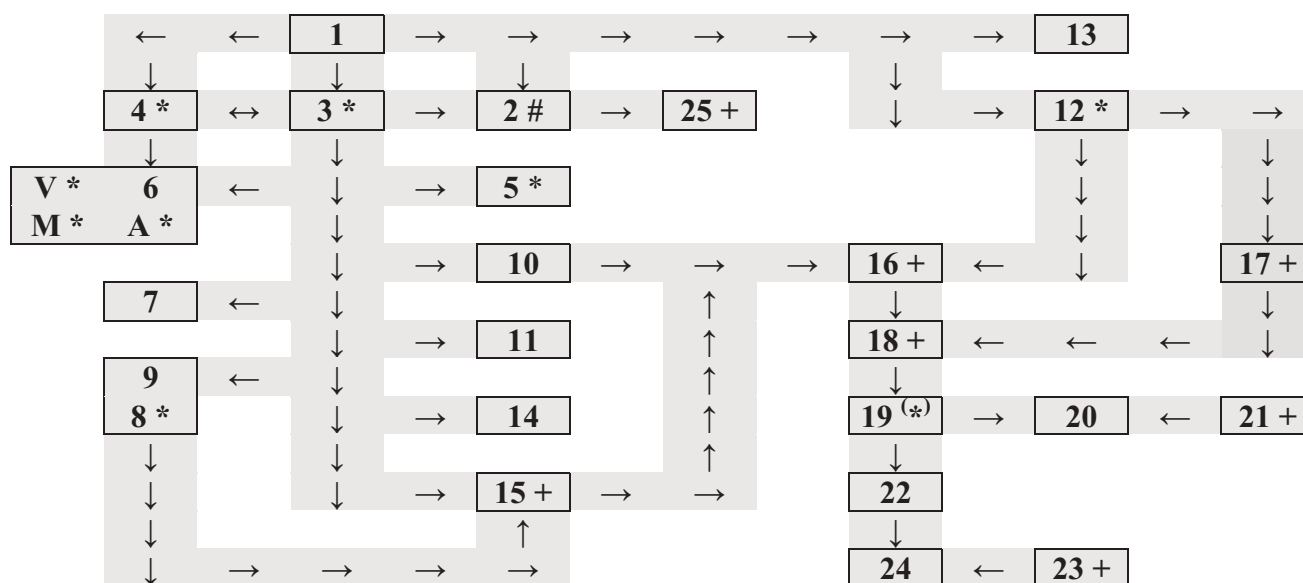 ← ← 1 → → → → → → → 13
↓ ↓ ↓ ↓
4 * ↔ 3 * → 2 # → 25 + ↓ → 12 * → →
↓ ↓ ↓ ↓
V * 6 ← ↓ → 5 * ↓ ↓
M * A * ↓ ↓ ↓
↓ → 10 → → → 16 + ← ↓ 17 +
7 ← ↓ ↑ ↓ ↓
↓ → 11 ↑ 18 + ← ← ← ↓
9 ← ↓ ↑ ↓
8 * ↓ → 14 ↑ 19 (*) → 20 ← 21 +
↓ ↓ ↑ ↓
↓ ↓ → 15 + → → 22
↓ ↑ ↓
↓ → → → → 24 ← 23 +